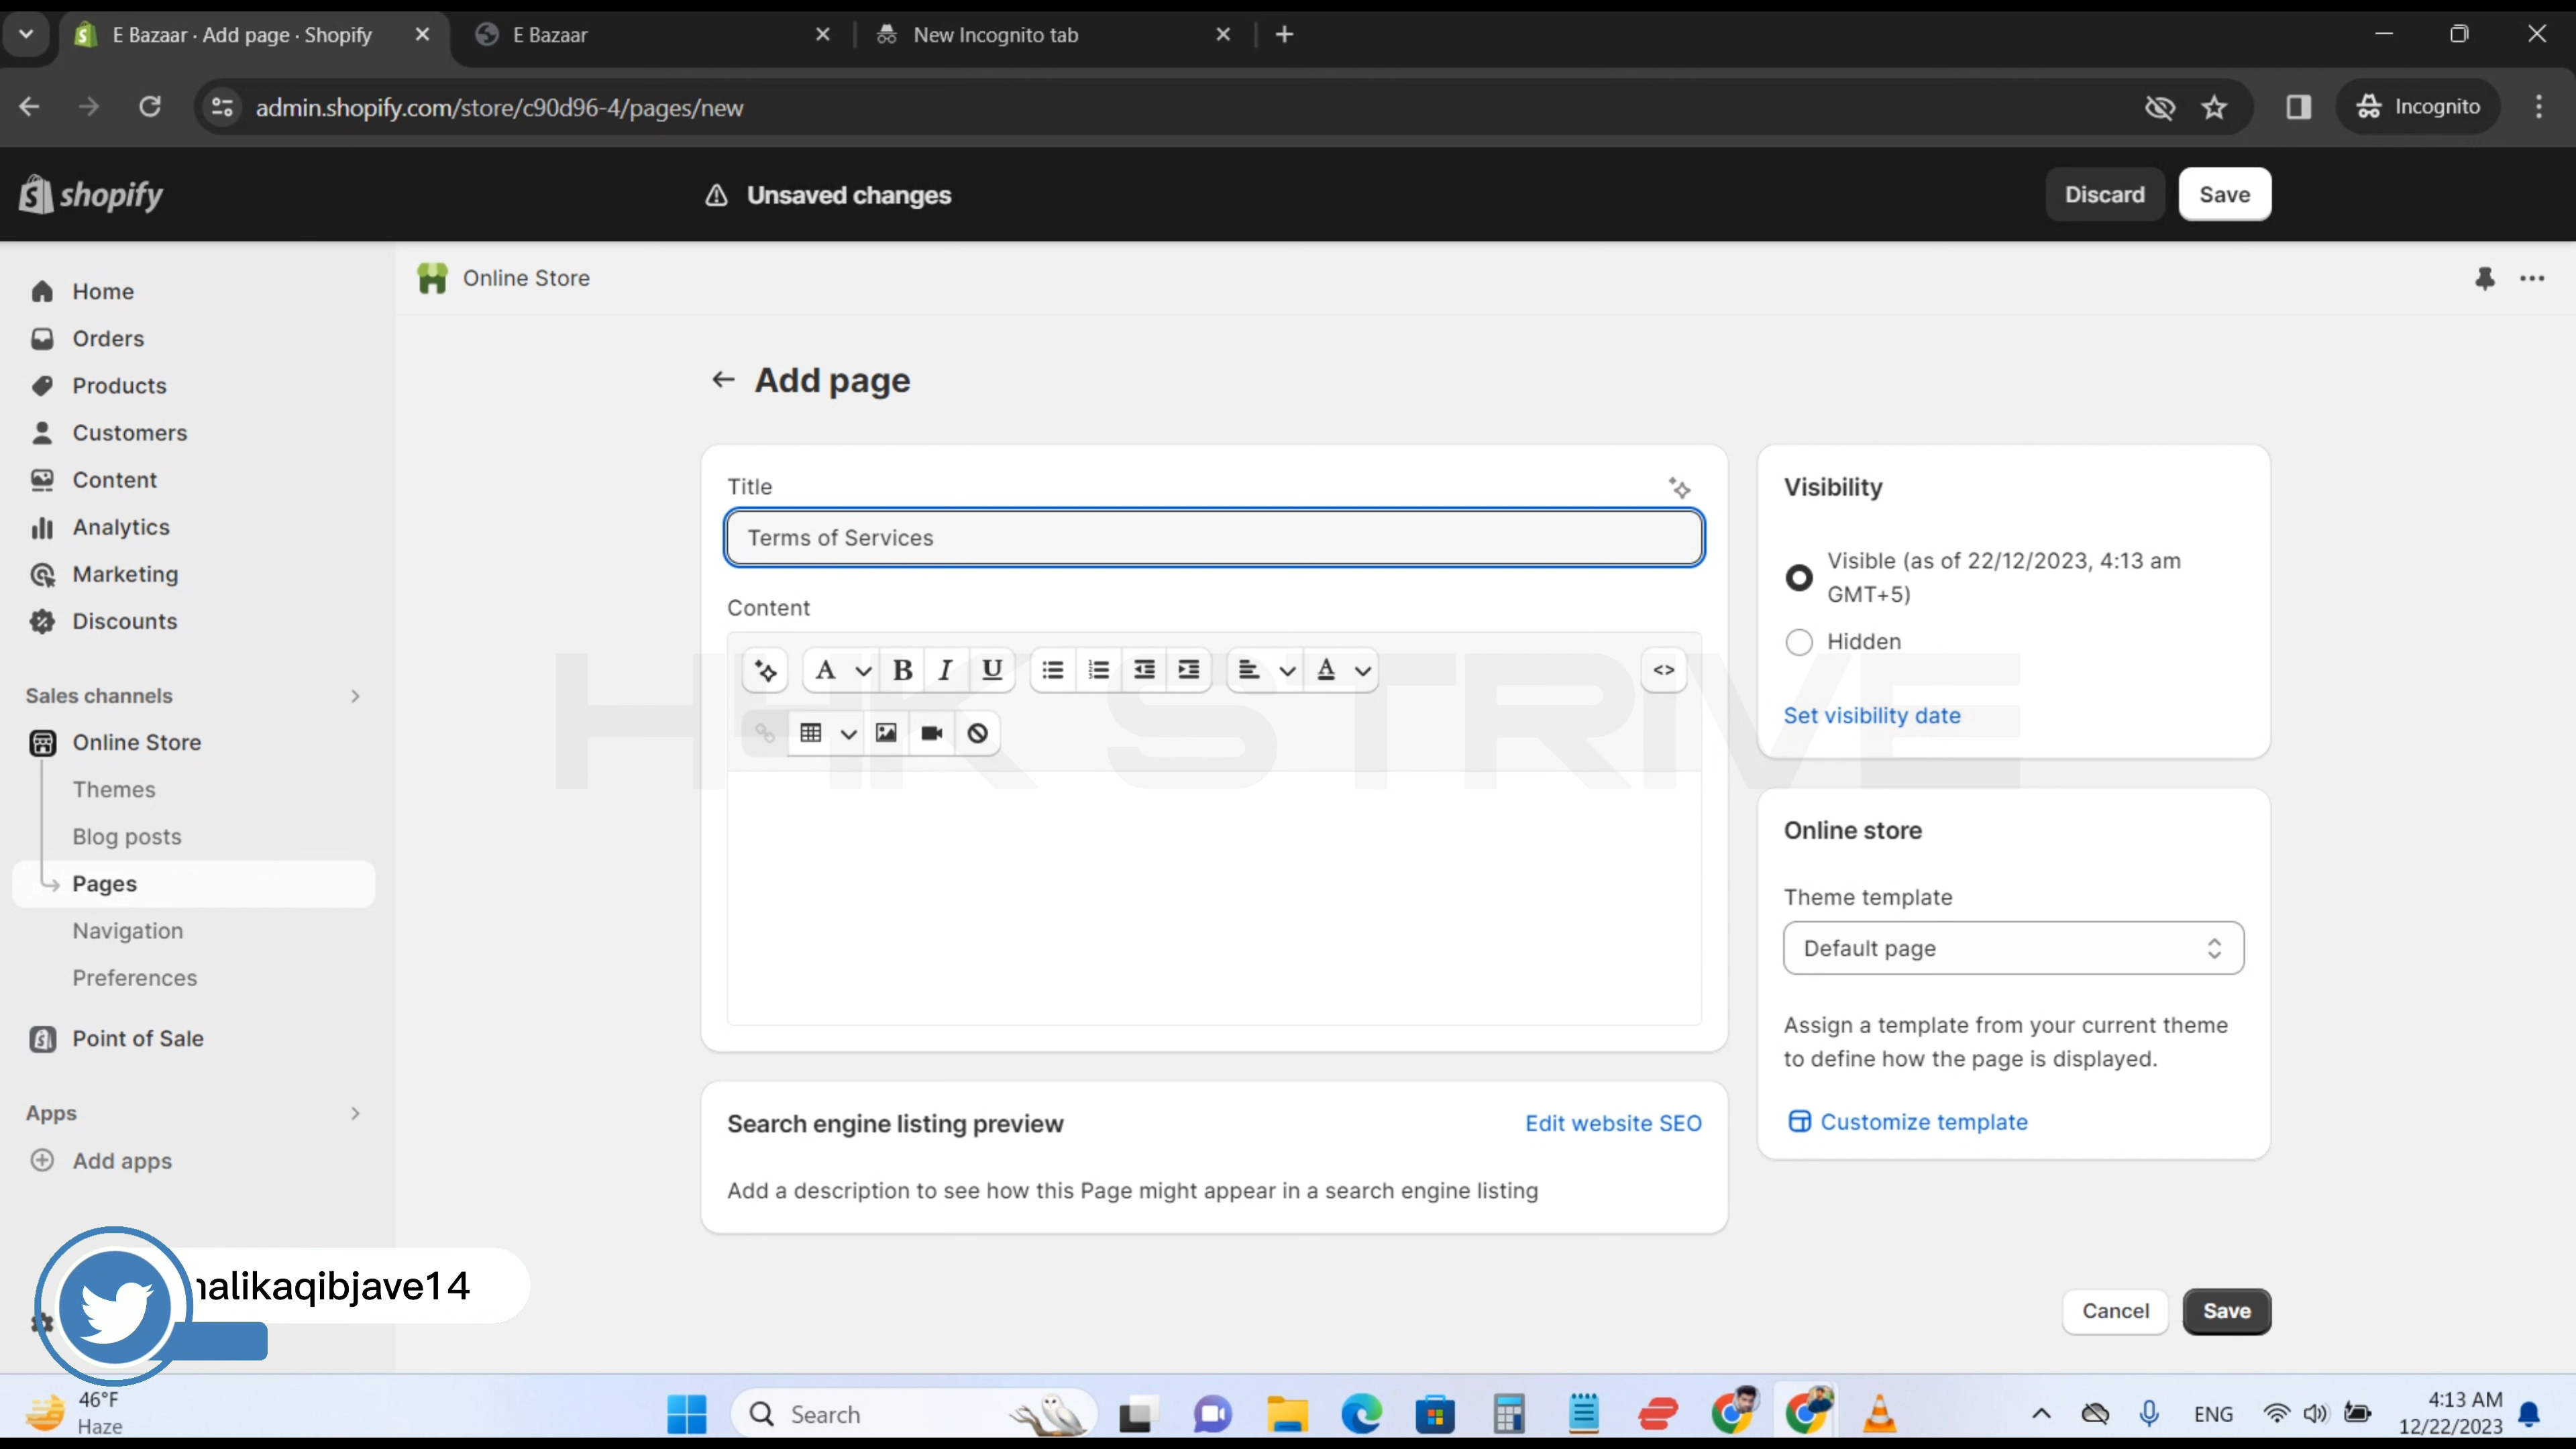 E Bazaar · Add page · Shopify
E Bazaar
New Incognito tab
admin.shopify.com/store/c90d96-4/pages/new
Incognito
shopify
Unsaved changes
Discard
Save
Home
Orders
Products
Customers
Content
Analytics
Marketing
Discounts
Sales channels
Online Store
Themes
Blog posts
Pages
Navigation
Preferences
Point of Sale
Apps
Add apps
Online Store
Add page
Title
Terms of Services
Content
A
B I U
A
<>
Visibility
Visible (as of 22/12/2023, 4:13 am
GMT+5)
Hidden
Set visibility date
Online store
Theme template
Default page
Assign a template from your current theme
to define how the page is displayed.
Customize template
Search engine listing preview
Edit website SEO
Add a description to see how this Page might appear in a search engine listing
Cancel
Save
STRIVE
alikaqibjave14
46°F
Haze
Search
ENG
4:13 AM
12/22/2023